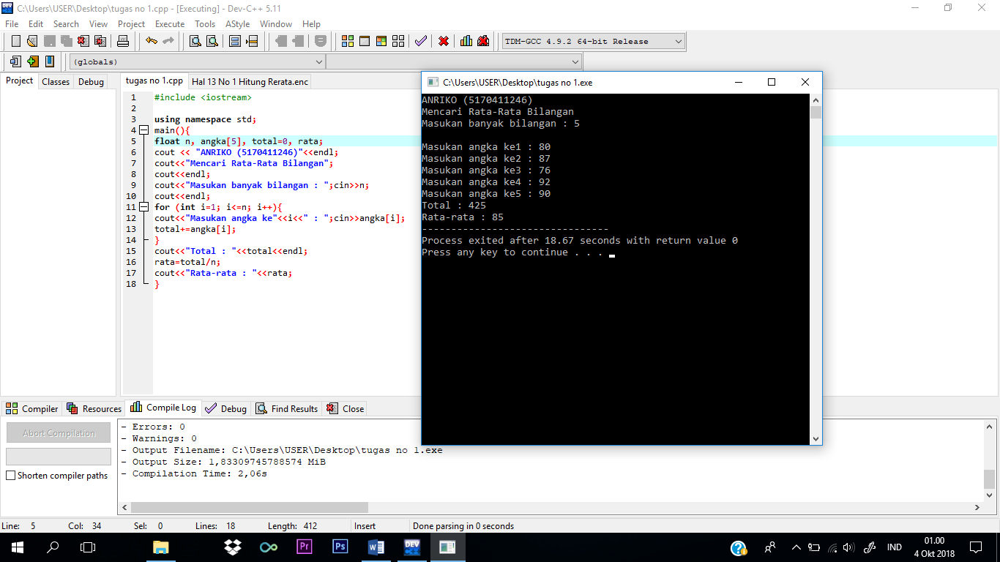 C:\Users\USER\Desktop\tugas no 1.cpp - [Executing] - Dev-C++ 5.11
File Edit Search View Project Execute Tools AStyle Window Help
TDM-GCC 4.9.2 64-bit Release
(globals)
Project Classes Debug
tugas no 1.cpp Hal 13 No 1 Hitung Rerata.enc
1 #include <iostream>
2
3 using namespace std;
4 main(){
5 float n, angka[5], total=0, rata;
6 cout << "ANRIKO (5170411246)"<<endl;
7 cout<<"Mencari Rata-Rata Bilangan";
8 cout<<endl;
9 cout<<"Masukan banyak bilangan : ";cin>>n;
10 cout<<endl;
11 for (int i=1; i<=n; i++){
12 cout<<"Masukan angka ke"<<i<<" : ";cin>>angka[i];
13 total+=angka[i];
14 }
15 cout<<"Total : "<<total<<endl;
16 rata=total/n;
17 cout<<"Rata-rata : "<<rata;
18 }
C:\Users\USER\Desktop\tugas no 1.exe
ANRIKO (5170411246)
Mencari Rata-Rata Bilangan
Masukan banyak bilangan : 5
Masukan angka ke1 : 80
Masukan angka ke2 : 87
Masukan angka ke3 : 76
Masukan angka ke4 : 92
Masukan angka ke5 : 90
Total : 425
Rata-rata : 85
--------------------------------
Process exited after 18.67 seconds with return value 0
Press any key to continue . . .
Compiler Resources Compile Log Debug Find Results Close
Abort Compilation
Shorten compiler paths
- Errors: 0
- Warnings: 0
- Output Filename: C:\Users\USER\Desktop\tugas no 1.exe
- Output Size: 1,83309745788574 MiB
- Compilation Time: 2,06s
Line: 5 Col: 34 Sel: 0 Lines: 18 Length: 412 Insert Done parsing in 0 seconds
Pr Ps W DEV
IND
01.00
4 Okt 2018